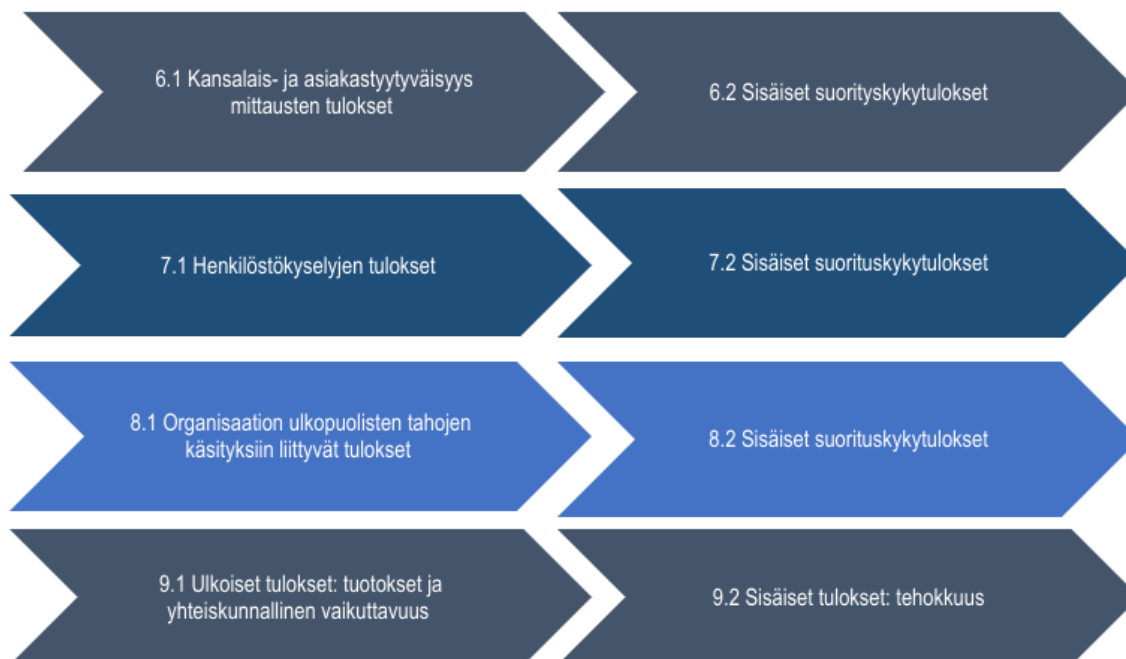 6.1 Kansalais- ja asiakastyytyväisyys
mittausten tulokset
6.2 Sisäiset suorityskykytulokset
7.1 Henkilöstökyselyjen tulokset
7.2 Sisäiset suorituskykytulokset
8.1 Organisaation ulkopuolisten tahojen
käsityksiin liittyvät tulokset
8.2 Sisäiset suorituskykytulokset
9.1 Ulkoiset tulokset: tuotokset ja
yhteiskunnallinen vaikuttavuus
9.2 Sisäiset tulokset: tehokkuus